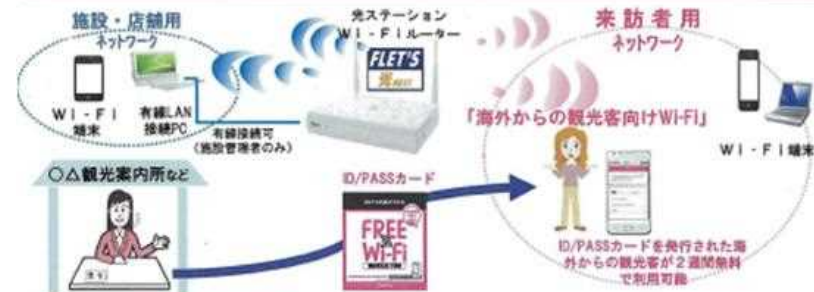 施設・店舗用
ネットワーク
光ステーション
Wi-Fiルーター
来訪者用
ネットワーク
FLET'S
光
Wi-Fi
端末
有線LAN
接続PC
有線接続可
(施設管理者のみ)
「海外からの観光客向けWi-Fi」
Wi-Fi端末
○△観光案内所など
ID/PASSカード
FREE
Wi-Fi
ID/PASSカードを発行された海
外からの観光客が2週間無料
で利用可能